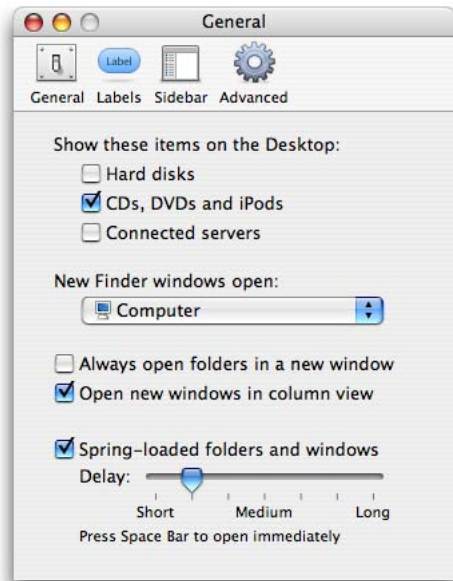 General
Label
General Labels Sidebar Advanced
Show these items on the Desktop:
Hard disks
CDs, DVDs and iPods
Connected servers
New Finder windows open:
Computer
Always open folders in a new window
Open new windows in column view
Spring-loaded folders and windows
Delay:
Short Medium Long
Press Space Bar to open immediately